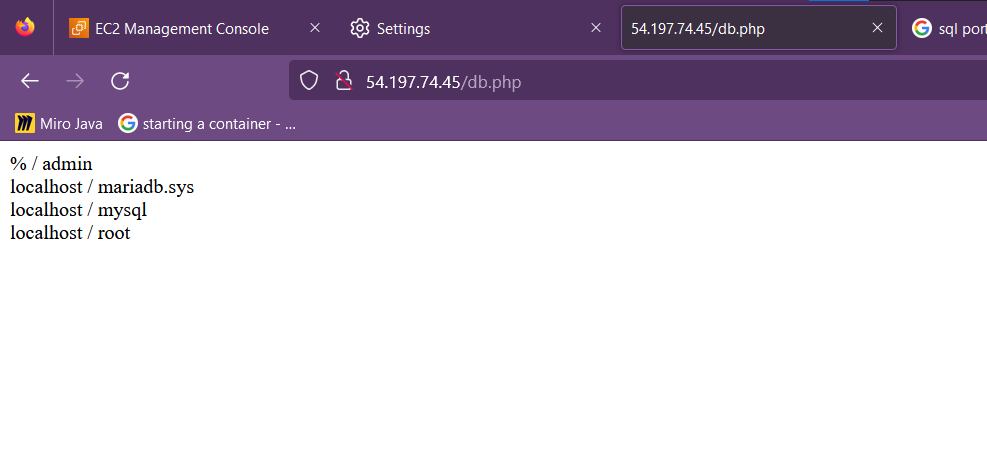 EC2 Management Console
Settings
54.197.74.45/db.php
sql port
54.197.74.45/db.php
Miro Java
starting a container - ...
% / admin
localhost / mariadb.sys
localhost / mysql
localhost / root